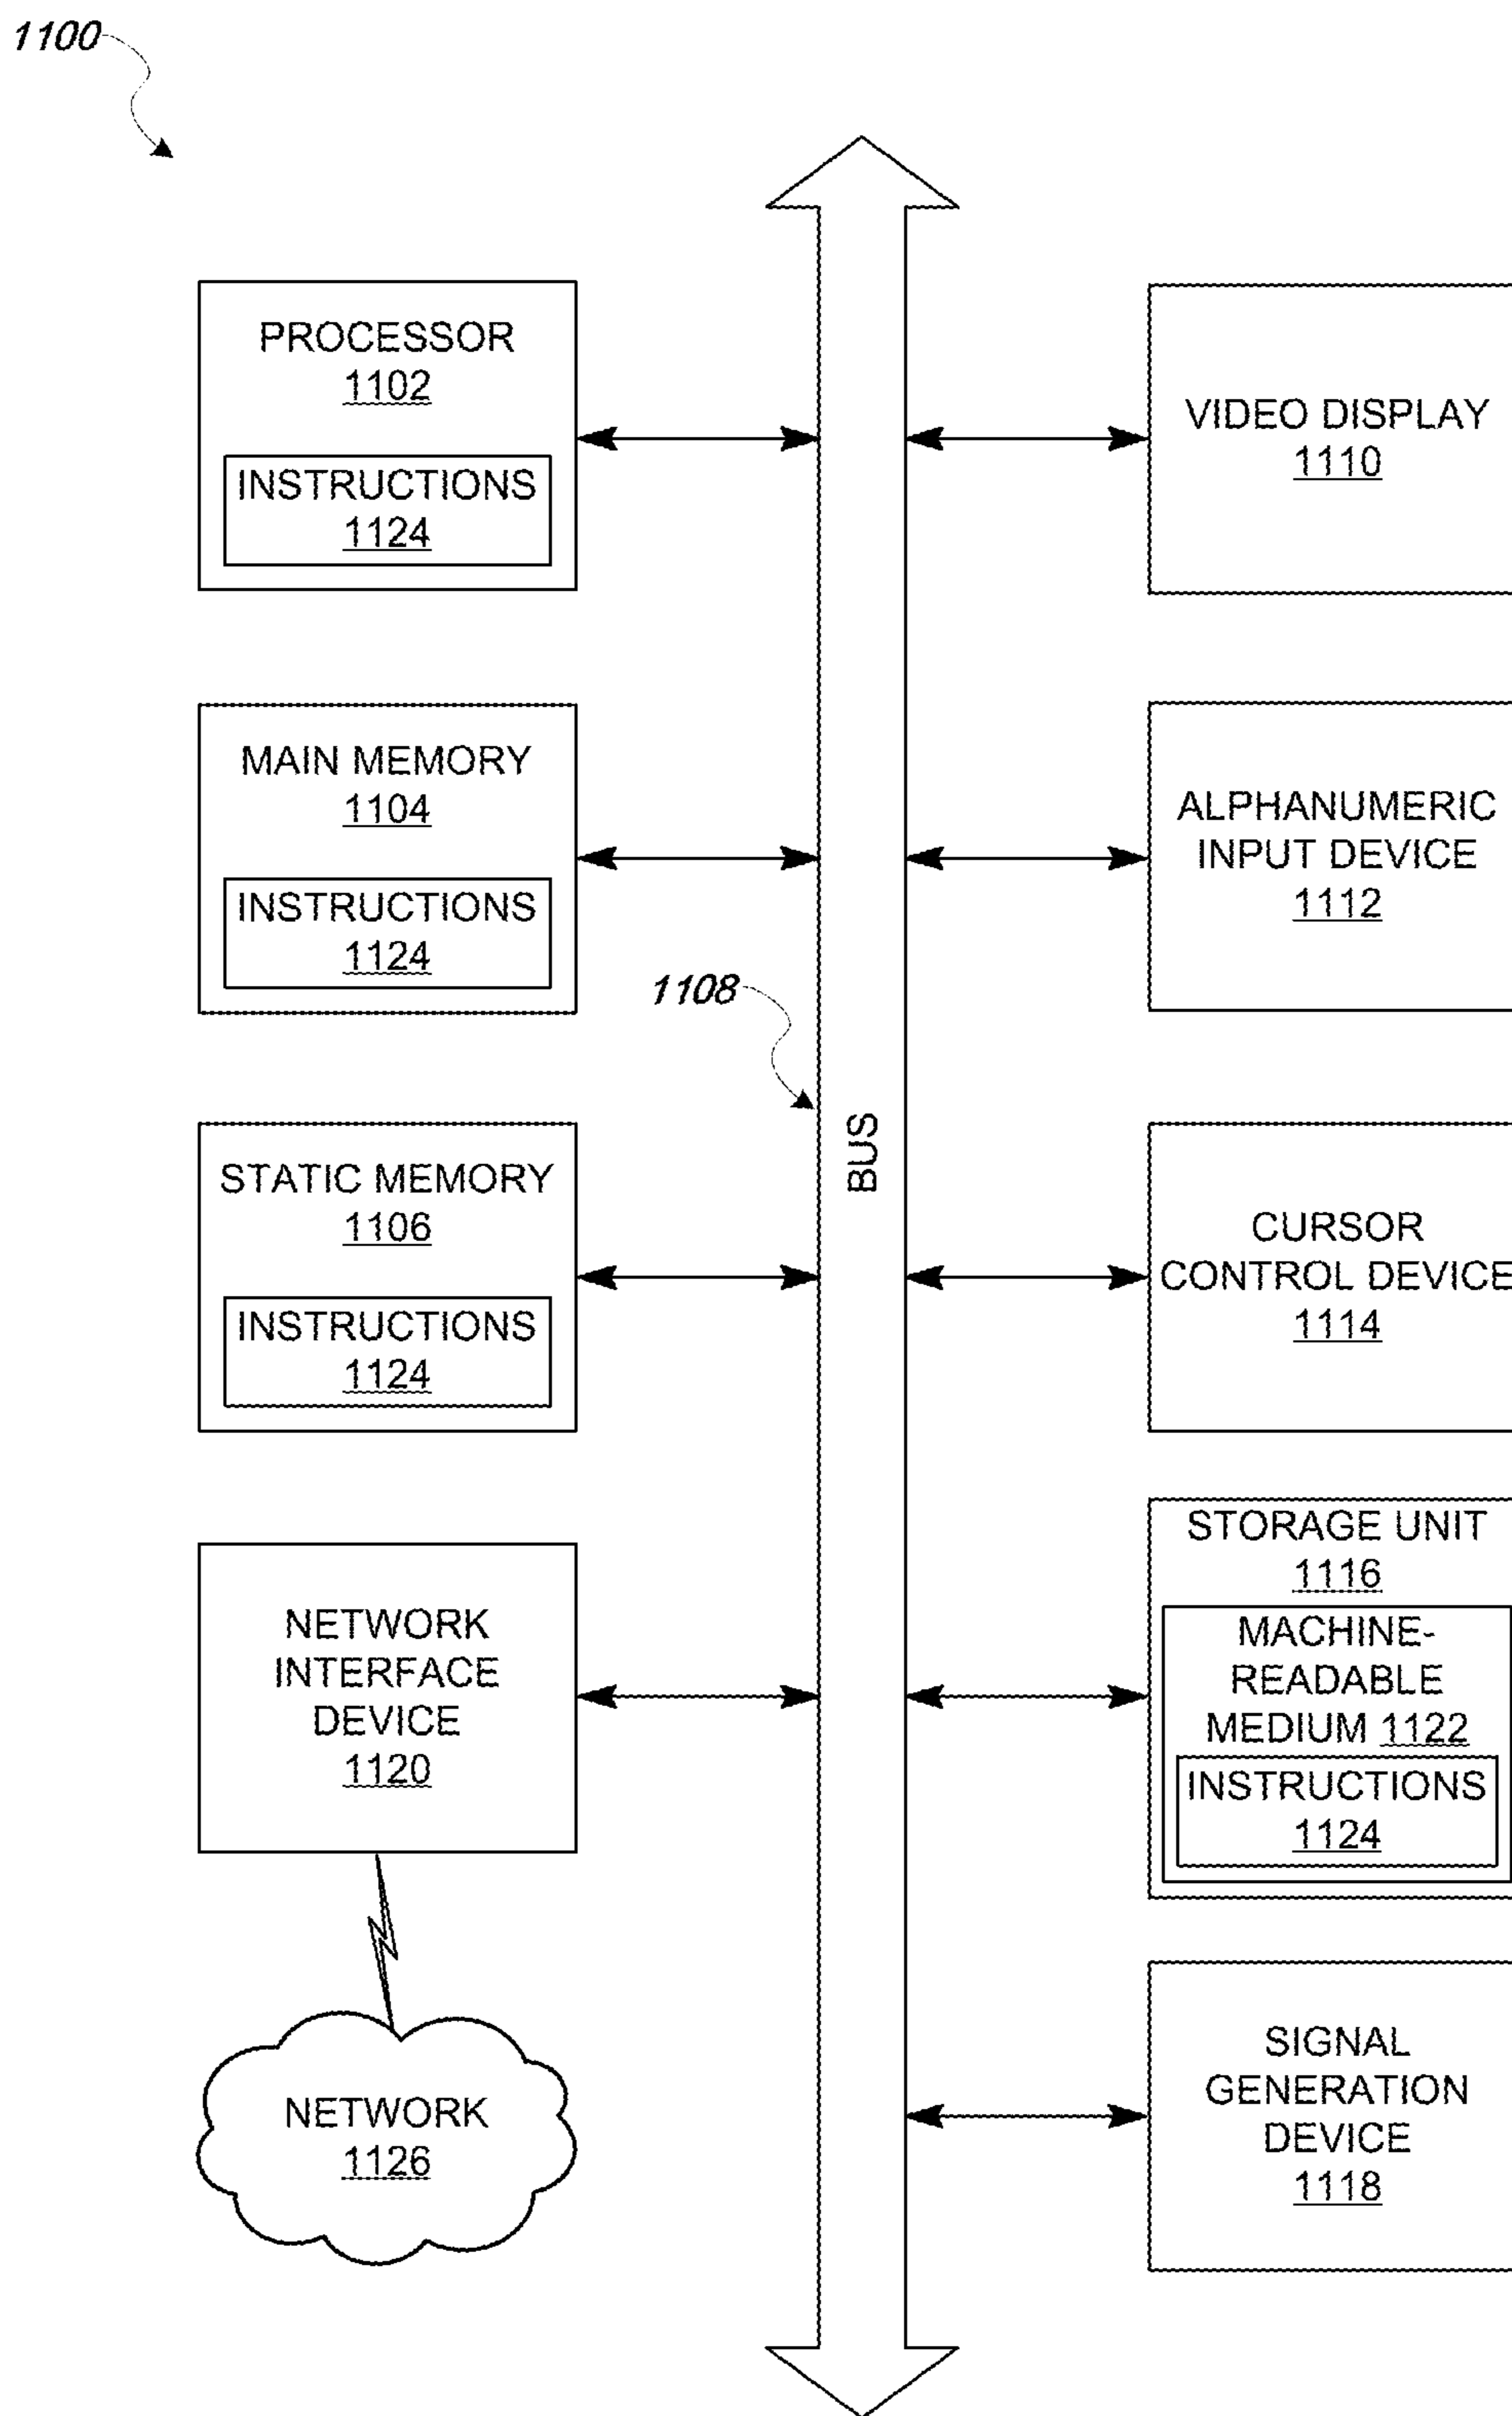 1100
PROCESSOR
1102
INSTRUCTIONS
1124
MAIN MEMORY
1104
INSTRUCTIONS
1124
STATIC MEMORY
1106
INSTRUCTIONS
1124
NETWORK
INTERFACE
DEVICE
1120
NETWORK
1126
1108
BUS
VIDEO DISPLAY
1110
ALPHANUMERIC
INPUT DEVICE
1112
CURSOR
CONTROL DEVICE
1114
STORAGE UNIT
1116
MACHINE-
READABLE
MEDIUM 1122
INSTRUCTIONS
1124
SIGNAL
GENERATION
DEVICE
1118